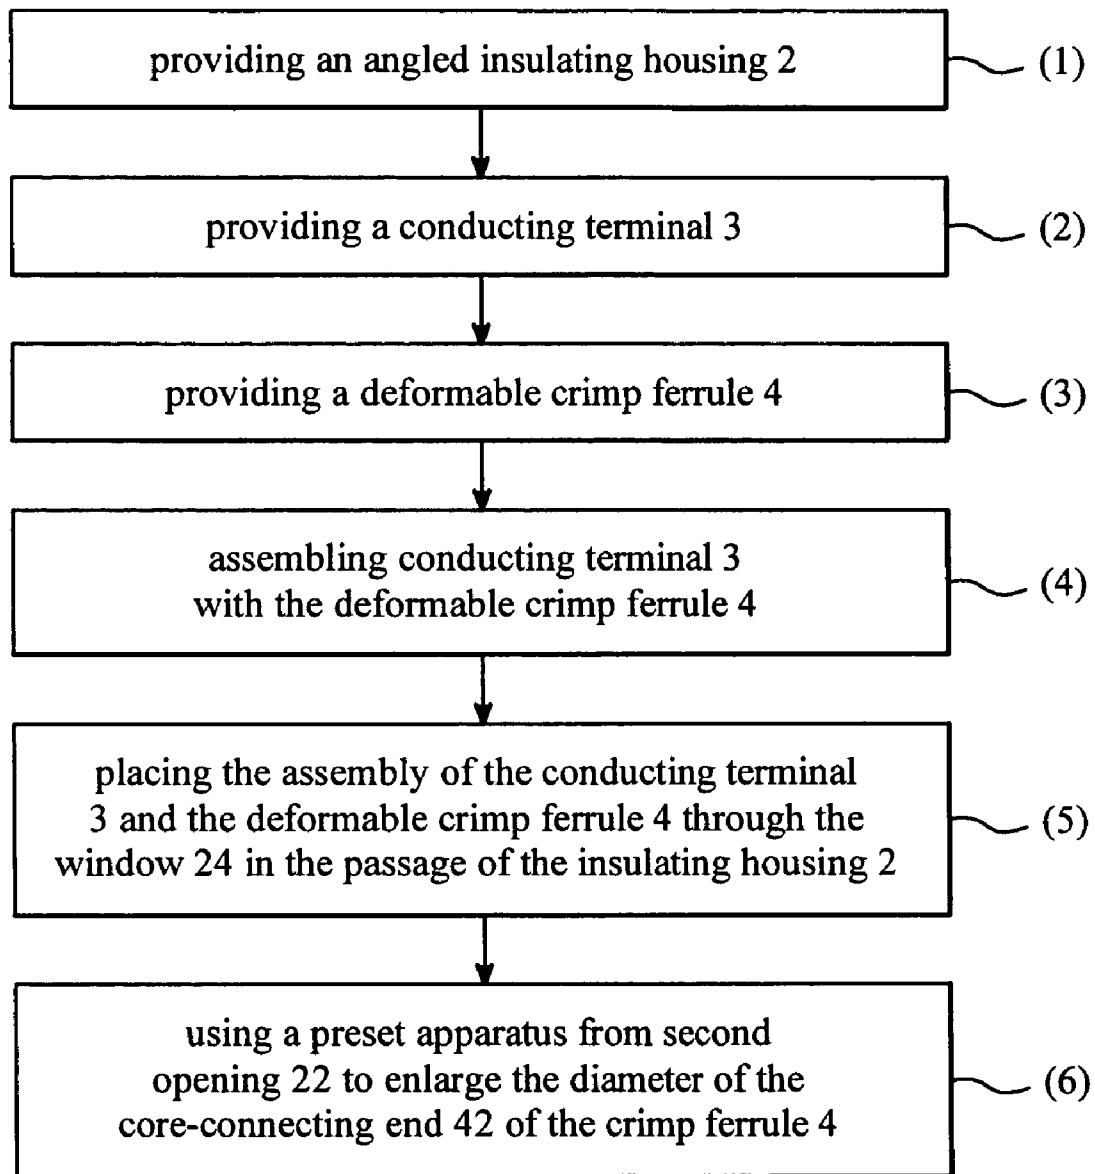 providing an angled insulating housing 2
(1)
providing a conducting terminal 3
(2)
providing a deformable crimp ferrule 4
(3)
assembling conducting terminal 3
with the deformable crimp ferrule 4
(4)
placing the assembly of the conducting terminal
3 and the deformable crimp ferrule 4 through the
window 24 in the passage of the insulating housing 2
(5)
using a preset apparatus from second
opening 22 to enlarge the diameter of the
core-connecting end 42 of the crimp ferrule 4
(6)